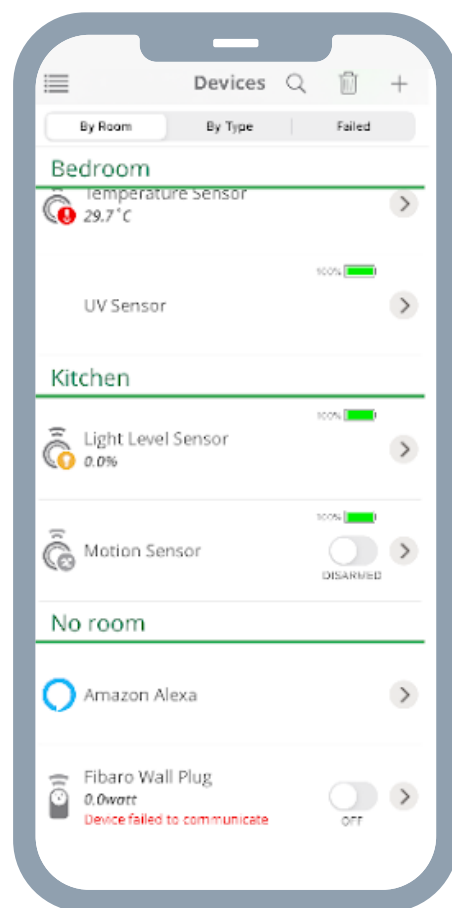 Devices
By Room
By Type
Failed
Bedroom
Temperature Sensor
29.7°C
100%
UV Sensor
Kitchen
100%
Light Level Sensor
0.0%
100%
Motion Sensor
DISARMED
No room
Amazon Alexa
Fibaro Wall Plug
0.0watt
Device failed to communicate
OFF